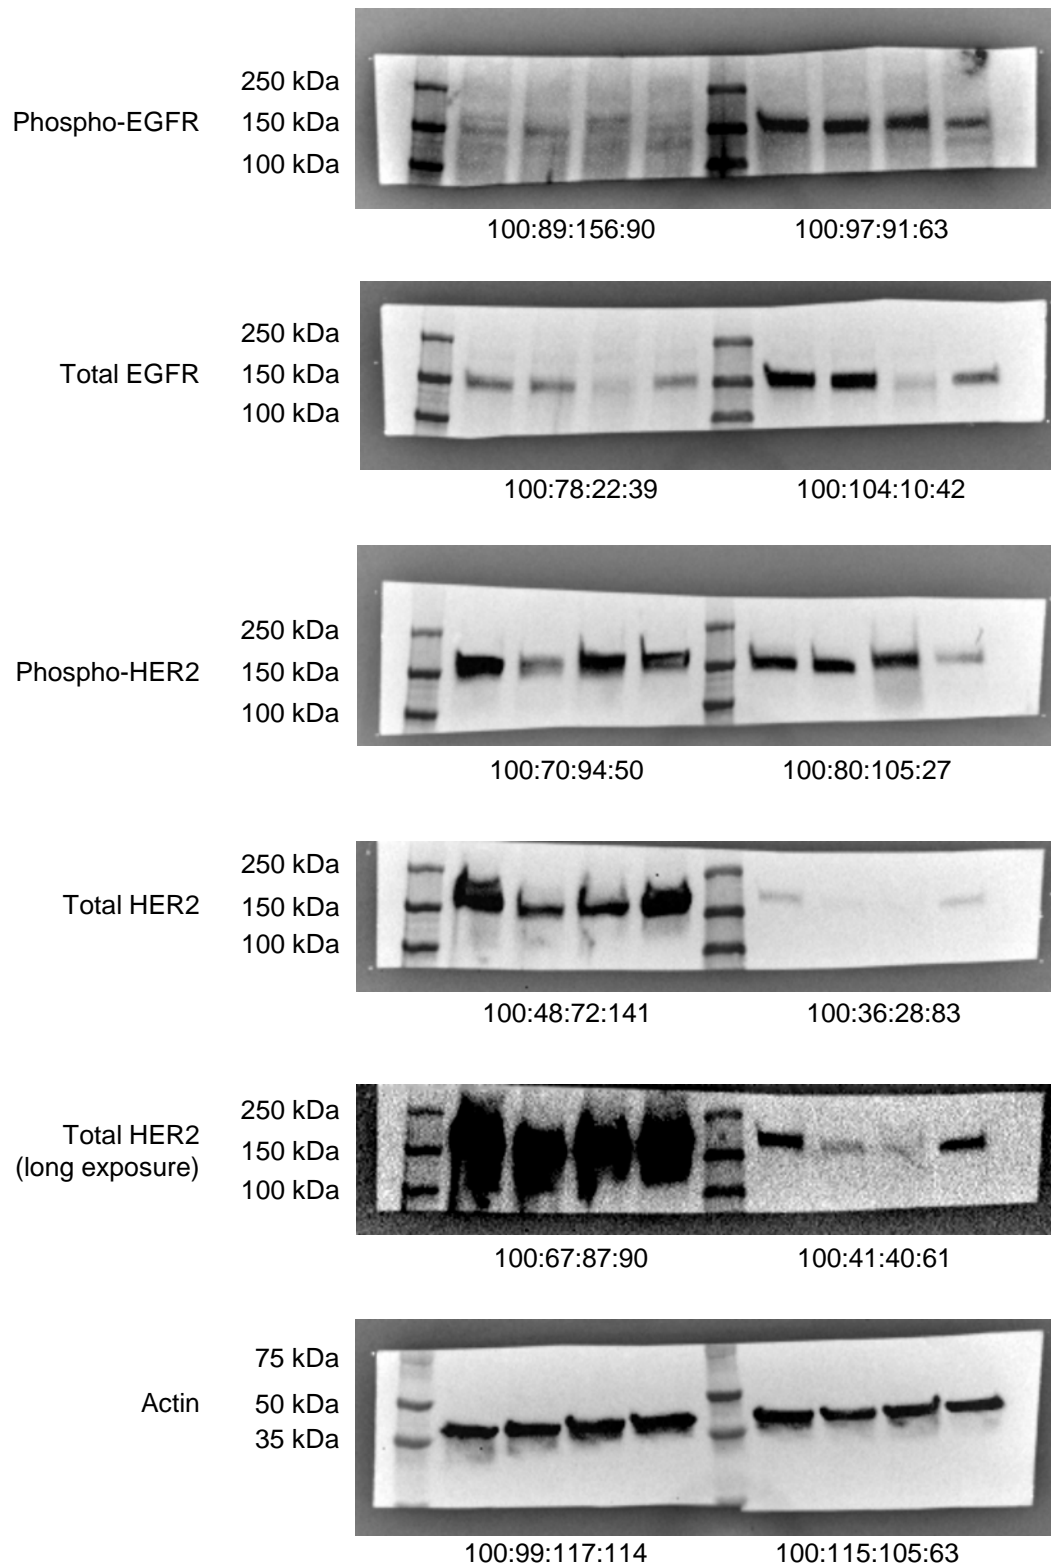 250 kDa
Phospho-EGFR 150 kDa
100 kDa
100:89:156:90 100:97:91:63
250 kDa
Total EGFR 150 kDa
100 kDa
100:78:22:39 100:104:10:42
250 kDa
Phospho-HER2 150 kDa
100 kDa
100:70:94:50 100:80:105:27
250 kDa
Total HER2 150 kDa
100 kDa
100:48:72:141 100:36:28:83
250 kDa
Total HER2 150 kDa
(long exposure) 100 kDa
100:67:87:90 100:41:40:61
75 kDa
Actin 50 kDa
35 kDa
100:99:117:114 100:115:105:63